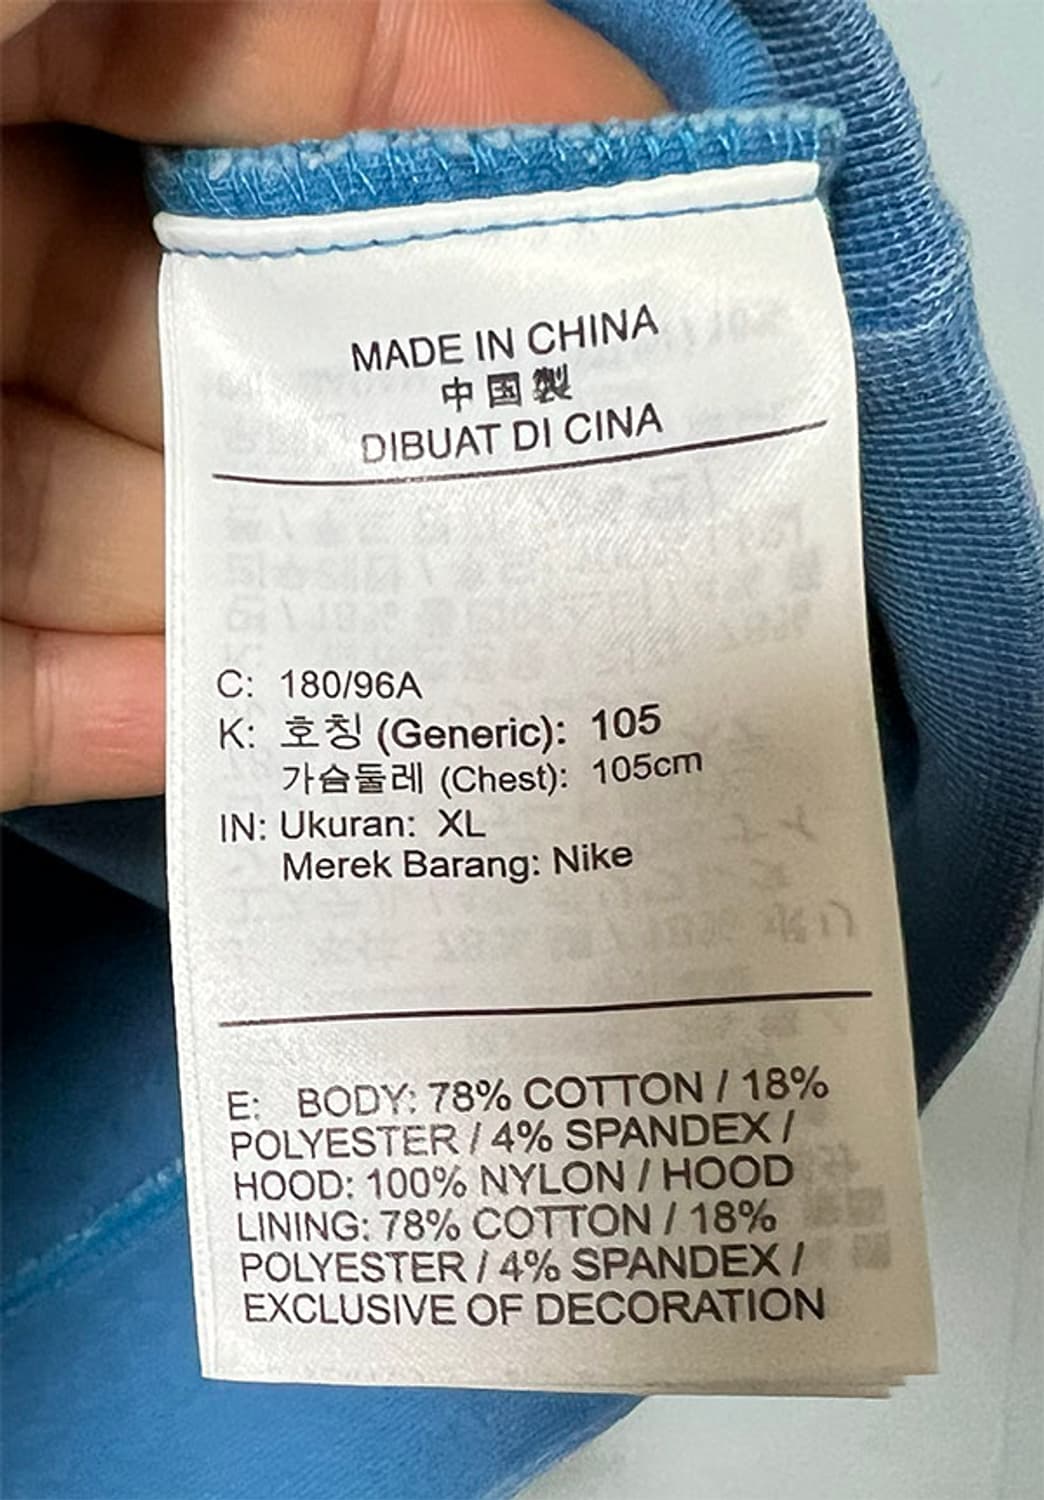 MADE IN CHINA
中国製
DIBUAT DI CINA
C: 180/96A
K: 호칭 (Generic): 105
가슴둘레 (Chest): 105cm
IN: Ukuran: XL
Merek Barang: Nike
E: BODY: 78% COTTON / 18%
POLYESTER / 4% SPANDEX /
HOOD: 100% NYLON / HOOD
LINING: 78% COTTON / 18%
POLYESTER / 4% SPANDEX /
EXCLUSIVE OF DECORATION